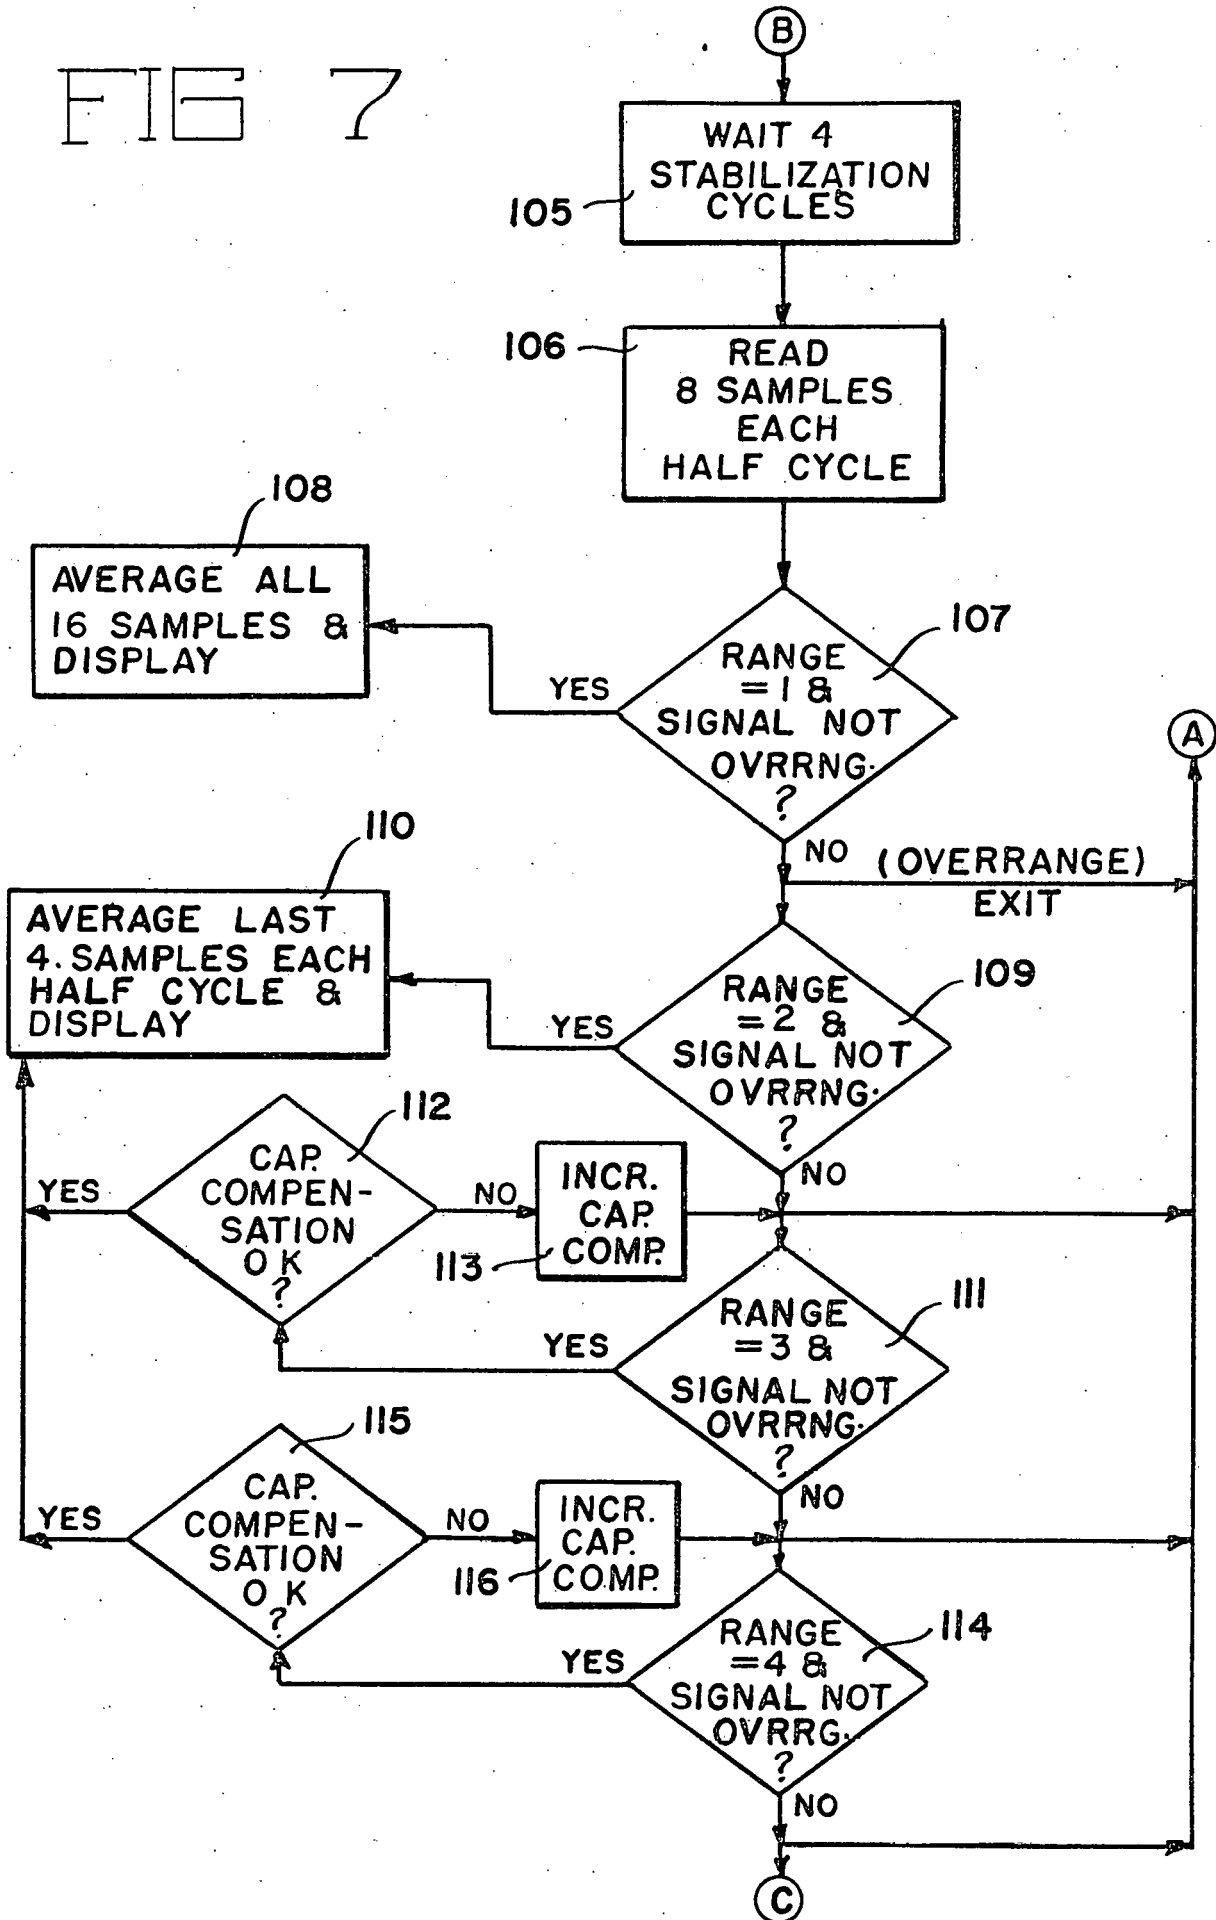 FIG 7
B
WAIT 4
STABILIZATION
CYCLES
105
106
READ
8 SAMPLES
EACH
HALF CYCLE
108
AVERAGE ALL
16 SAMPLES &
DISPLAY
107
RANGE
=1 &
SIGNAL NOT
OVRRNG.
?
YES
NO
A
(OVERRANGE)
EXIT
110
AVERAGE LAST
4. SAMPLES EACH
HALF CYCLE &
DISPLAY
109
RANGE
=2 &
SIGNAL NOT
OVRRNG.
?
YES
NO
112
CAP.
COMPEN-
SATION
OK
?
YES
NO
INCR.
CAP.
COMP.
113
111
RANGE
=3 &
SIGNAL NOT
OVRRNG.
?
YES
NO
115
CAP.
COMPEN-
SATION
OK
?
YES
NO
INCR.
CAP.
COMP.
116
114
RANGE
=4 &
SIGNAL NOT
OVRRG.
?
YES
NO
C